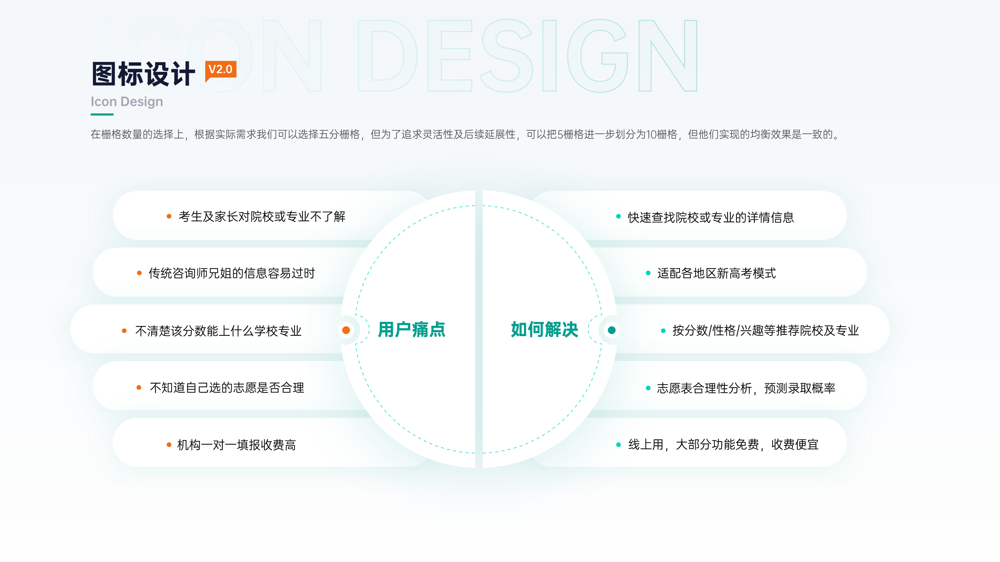 ICON DESIGN
图标设计 V2.0
Icon Design
在栅格数量的选择上，根据实际需求我们可以选择五分栅格，但为了追求灵活性及后续延展性，可以把5栅格进一步划分为10栅格，但他们实现的均衡效果是一致的。
考生及家长对院校或专业不了解
传统咨询师兄姐的信息容易过时
不清楚该分数能上什么学校专业
不知道自己选的志愿是否合理
机构一对一填报收费高
用户痛点
如何解决
快速查找院校或专业的详情信息
适配各地区新高考模式
按分数/性格/兴趣等推荐院校及专业
志愿表合理性分析，预测录取概率
线上用，大部分功能免费，收费便宜